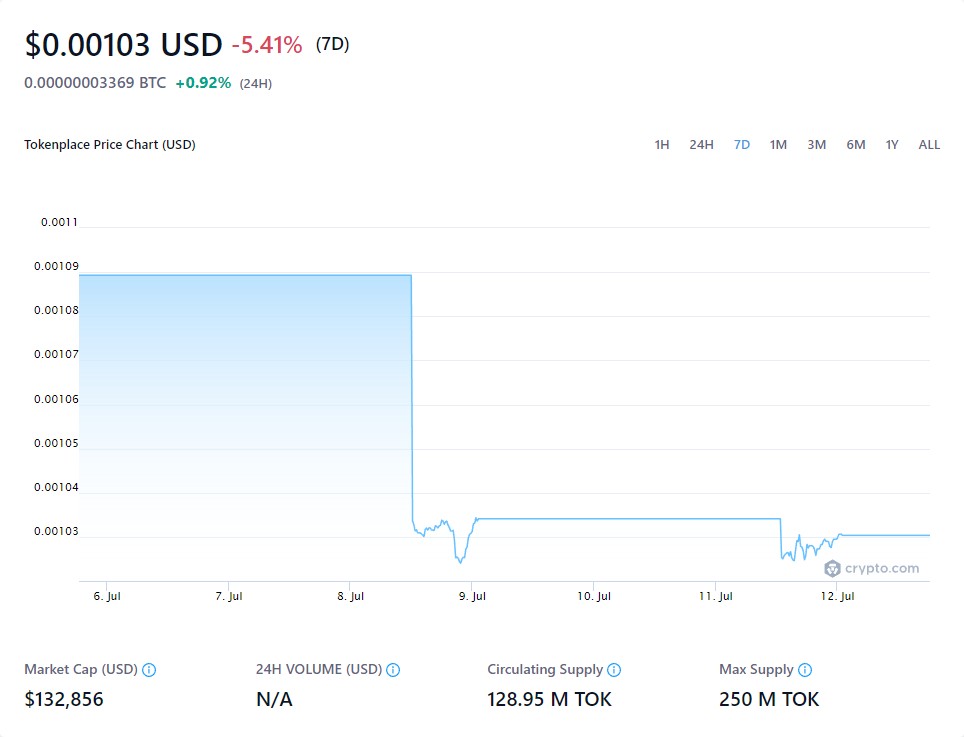 $0.00103 USD -5.41% (7D)
0.00000003369 BTC +0.92% (24H)
Tokenplace Price Chart (USD)
1H 24H 7D 1M 3M 6M 1Y ALL
0.0011
0.00109
0.00108
0.00107
0.00106
0.00105
0.00104
0.00103
crypto.com
6. Jul 7. Jul 8. Jul 9. Jul 10. Jul 11. Jul 12. Jul
Market Cap (USD) 24H VOLUME (USD) Circulating Supply Max Supply
$132,856 N/A 128.95 M TOK 250 M TOK